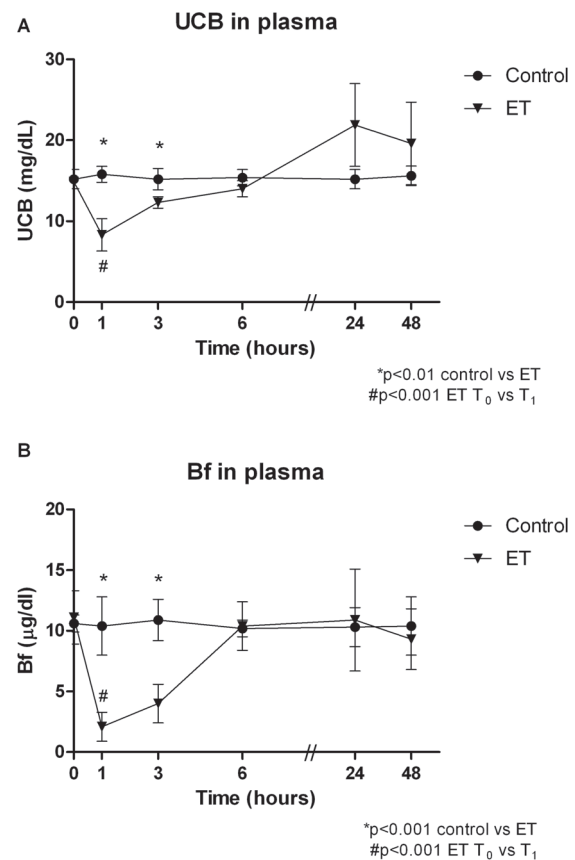 A
UCB in plasma
30
20
10
0
UCB (mg/dL)
*
*
#
Control
ET
0 1 3 6 24 48
Time (hours)
*p<0.01 control vs ET
#p<0.001 ET T0 vs T1
B
Bf in plasma
20
15
10
5
0
Bf (μg/dl)
*
*
#
Control
ET
0 1 3 6 24 48
Time (hours)
*p<0.001 control vs ET
#p<0.001 ET T0 vs T1